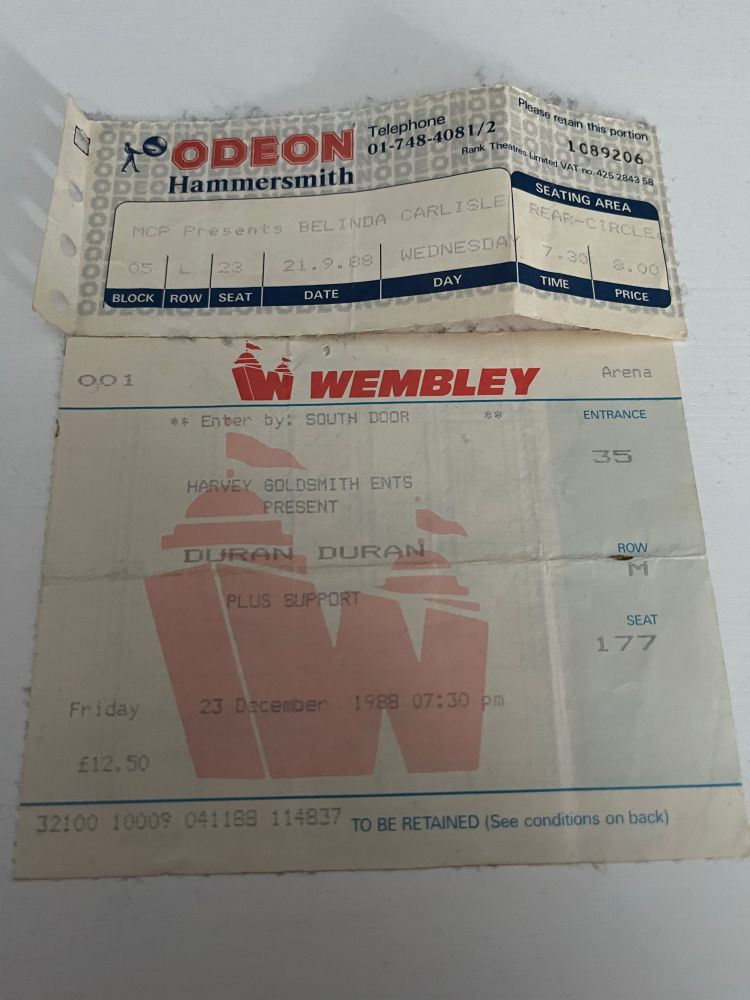 ODEON
Hammersmith
Telephone
01-748-4081/2
Please retain this portion
1089206
Rank Theatres Limited VAT no. 425 2843 58
SEATING AREA
MCP Presents BELINDA CARLISLE
REAR-CIRCLE
05 L 23 21.9.88 WEDNESDAY 7.30 8.00
BLOCK ROW SEAT DATE DAY TIME PRICE
001 WEMBLEY Arena
** Enter by: SOUTH DOOR **
ENTRANCE
35
HARVEY GOLDSMITH ENTS
PRESENT
DURAN DURAN
ROW
M
PLUS SUPPORT
SEAT
177
Friday 23 December 1988 07:30 pm
£12.50
32100 10009 041188 114837 TO BE RETAINED (See conditions on back)